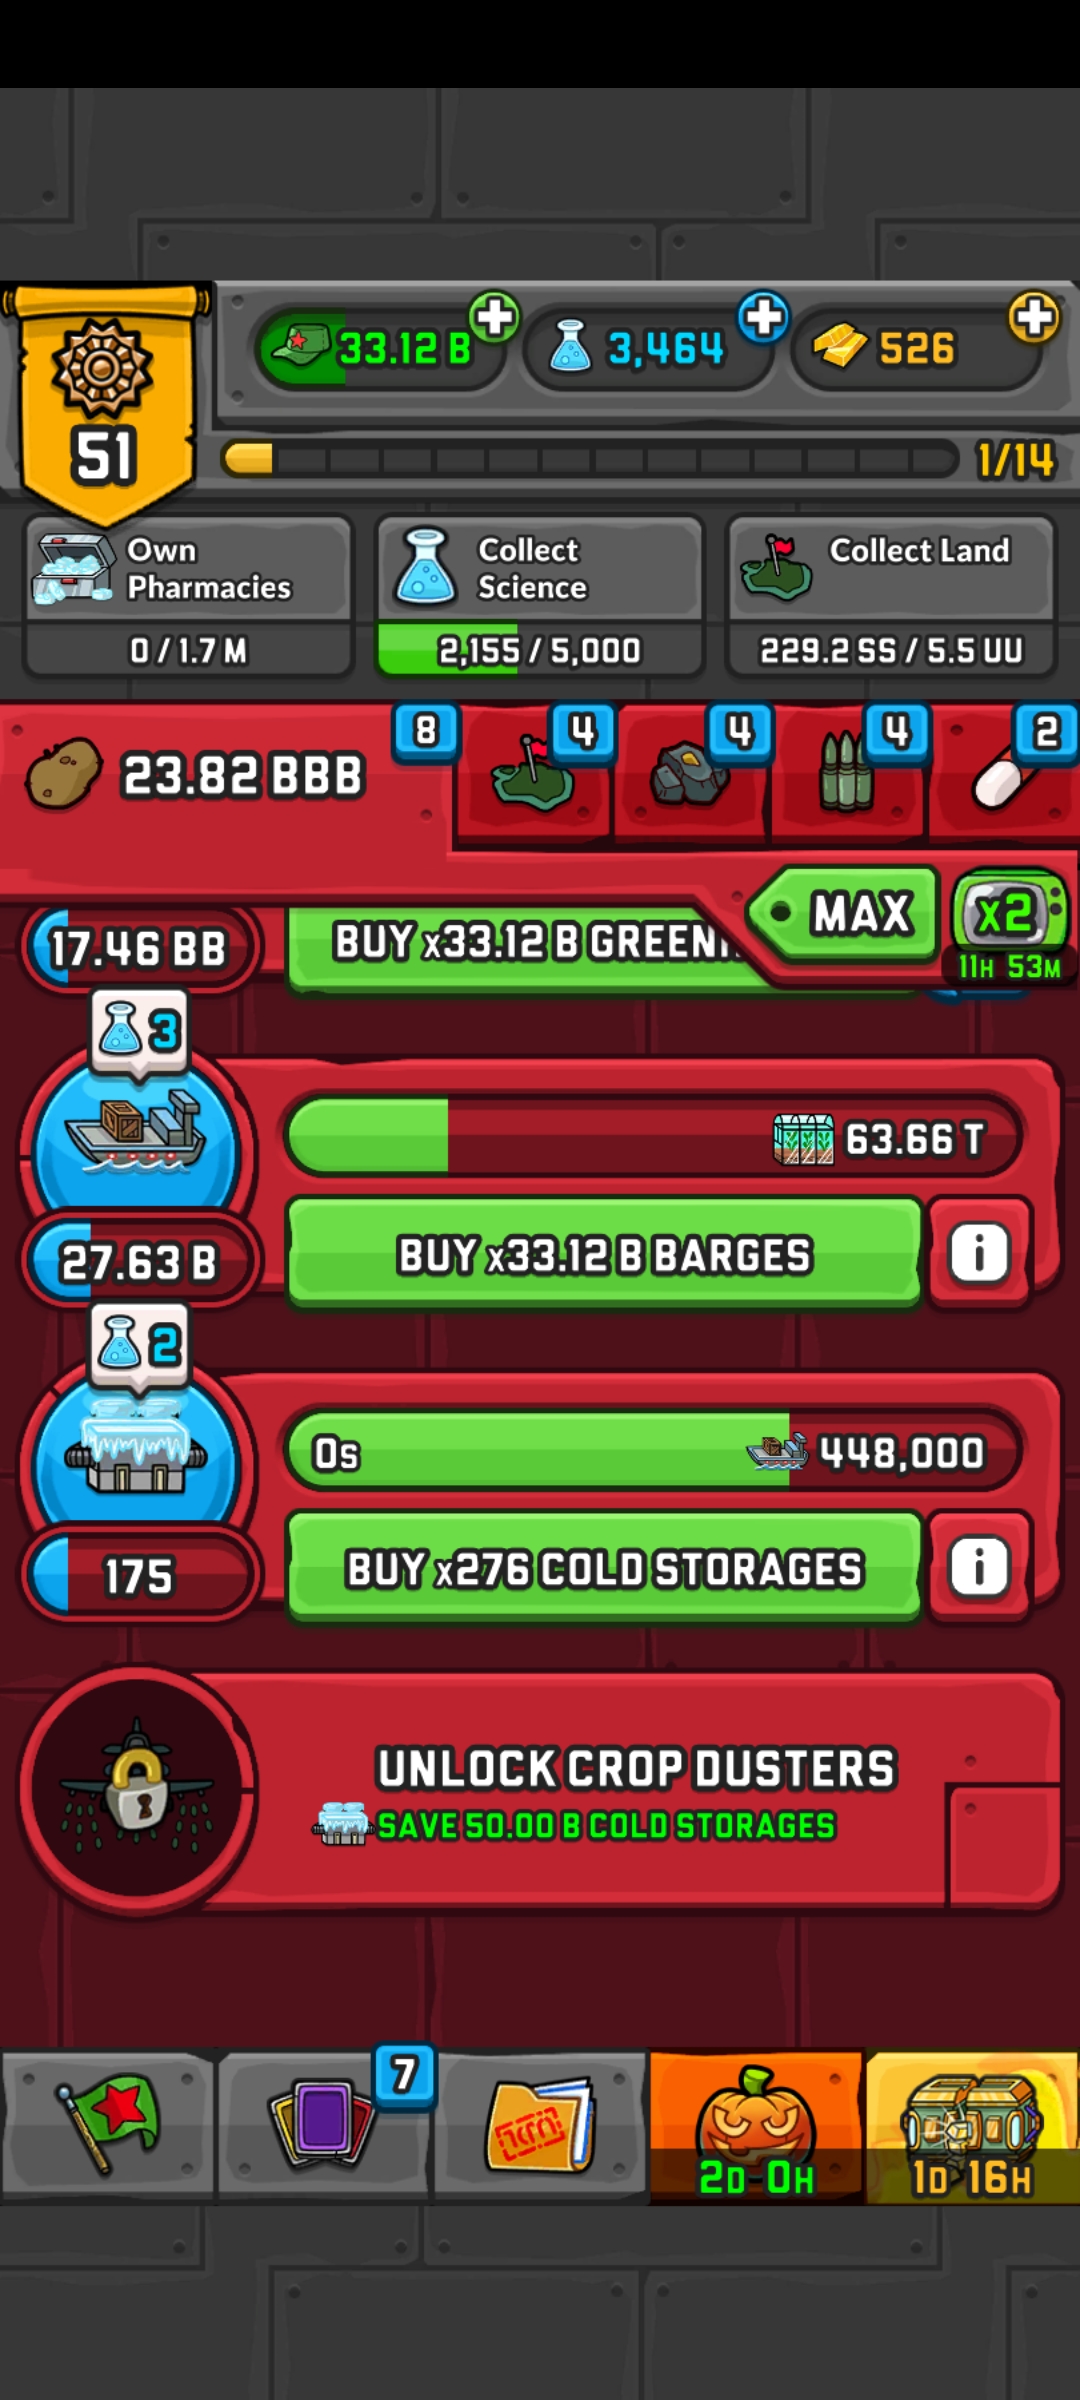 33.12 B
3,464
526
51
1/14
Own
Pharmacies
0 / 1.7 M
Collect
Science
2,155 / 5,000
Collect Land
229.2 SS / 5.5 UU
23.82 BBB
8
4
4
4
2
MAX
x2
11H 53M
17.46 BB
BUY x33.12 B
3
63.66 T
27.63 B
BUY x33.12 B BARGES
i
2
0s
448,000
175
BUY x276 COLD STORAGES
i
UNLOCK CROP DUSTERS
SAVE 50.00 B COLD STORAGES
7
2D 0H
1D 16H